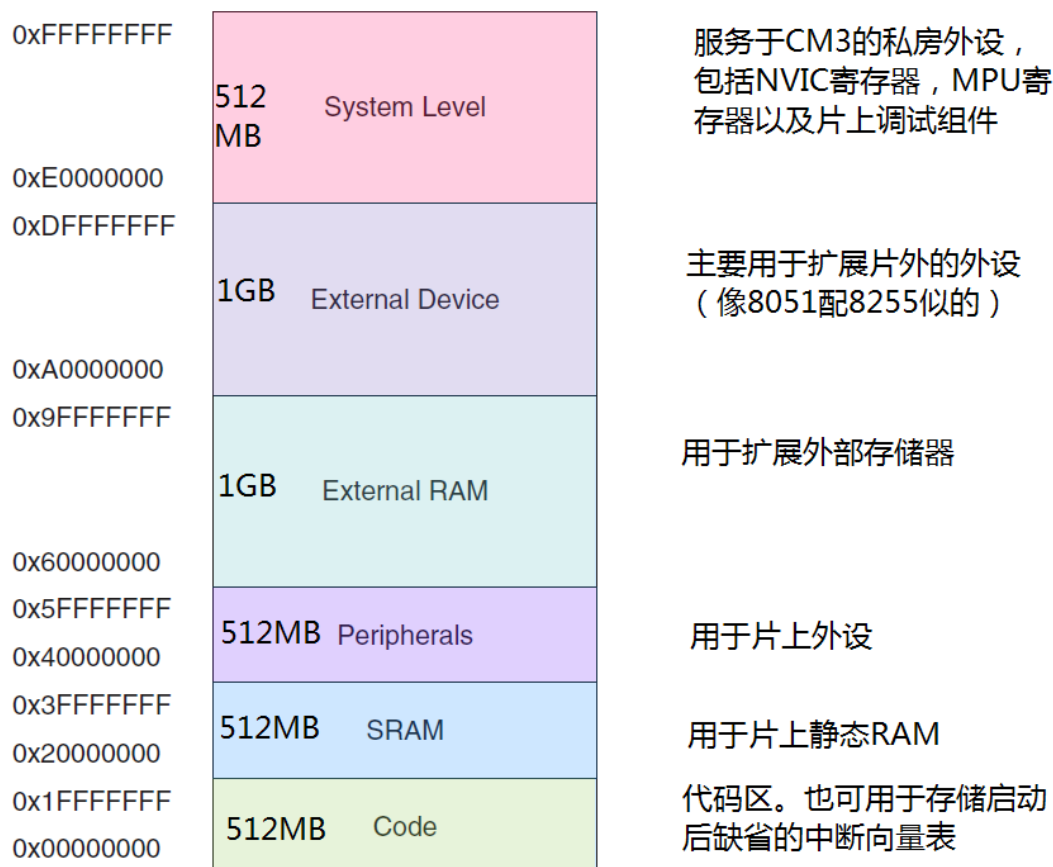 0xFFFFFFFF
512
MB
System Level
服务于CM3的私房外设，
包括NVIC寄存器，MPU寄
存器以及片上调试组件
0xE0000000
0xDFFFFFFF
1GB
External Device
主要用于扩展片外的外设
（像8051配8255似的）
0xA0000000
0x9FFFFFFF
1GB
External RAM
用于扩展外部存储器
0x60000000
0x5FFFFFFF
512MB
Peripherals
用于片上外设
0x40000000
0x3FFFFFFF
512MB
SRAM
用于片上静态RAM
0x20000000
0x1FFFFFFF
512MB
Code
代码区。也可用于存储启动
后缺省的中断向量表
0x00000000